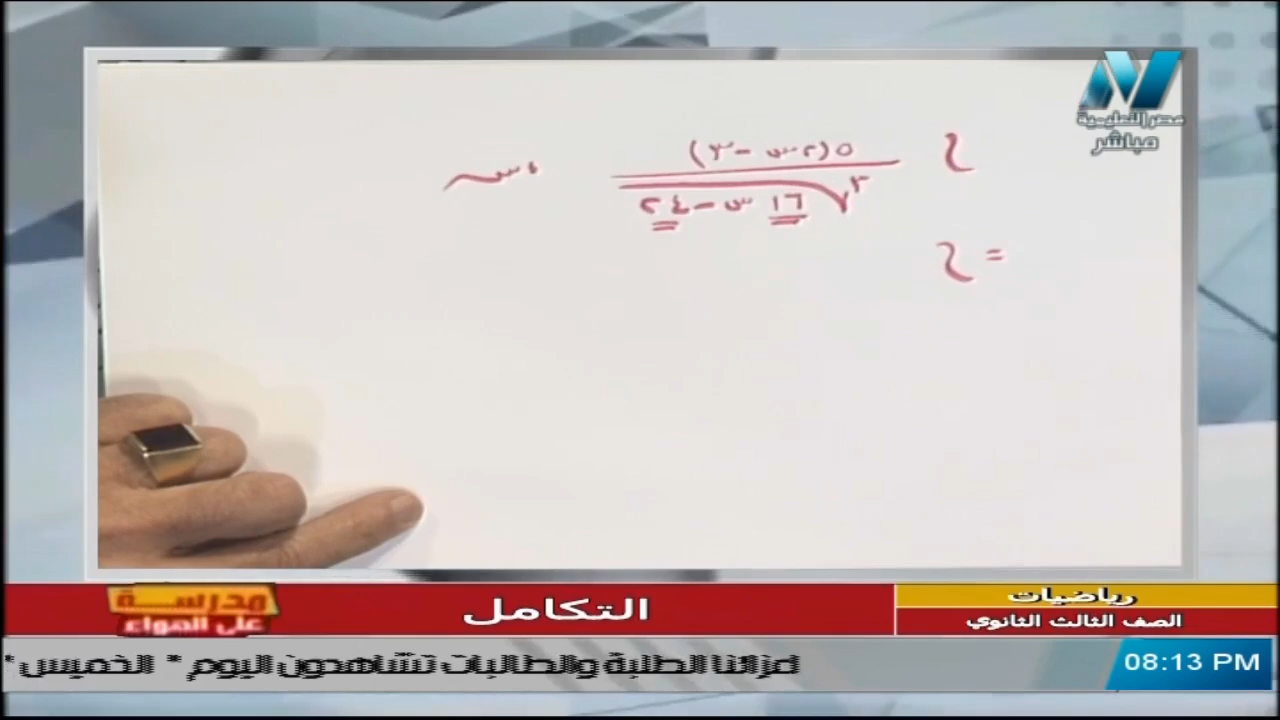 مصر التعليمية
مباشر
∫ ٥(٢س − ٣) / ∛(١٦س − ٢٤) ءس
= ∫
رياضيات
الصف الثالث الثانوي
التكامل
مدرسة
على الهواء
اعزائنا الطلبة والطالبات تشاهدون اليوم " الخميس "
08:13 PM